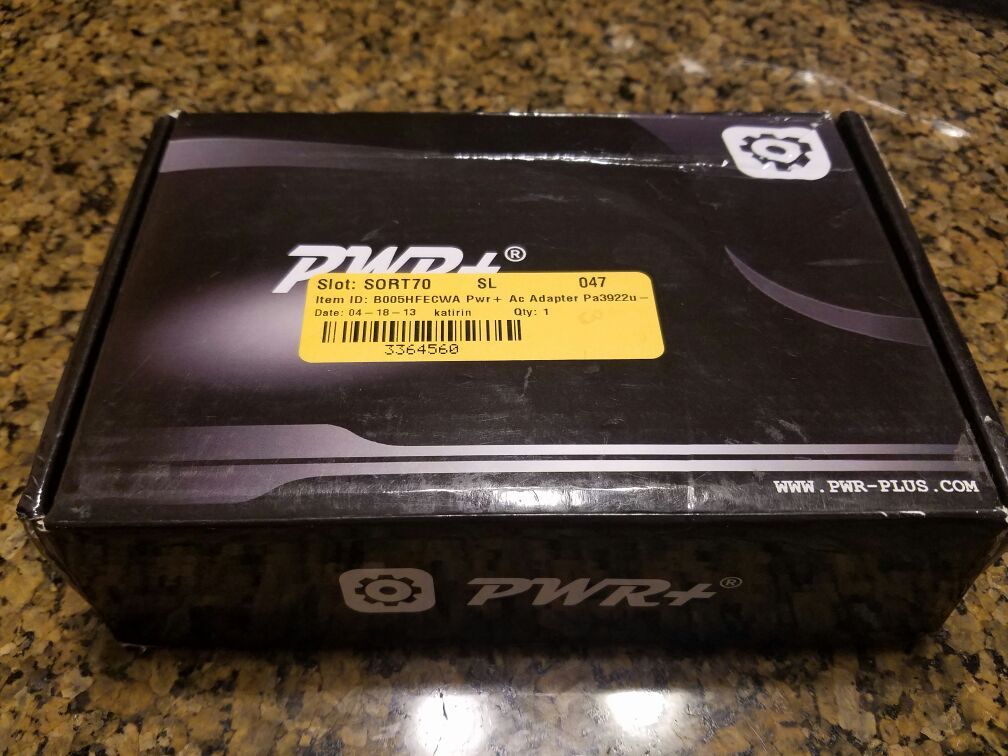 PWR+®
Slot: SORT70 SL 047
Item ID: B005HFECWA Pwr+ Ac Adapter Pa3922u-
Date: 04-18-13 katirin Qty: 1
3364560
WWW.PWR-PLUS.COM
PWR+®